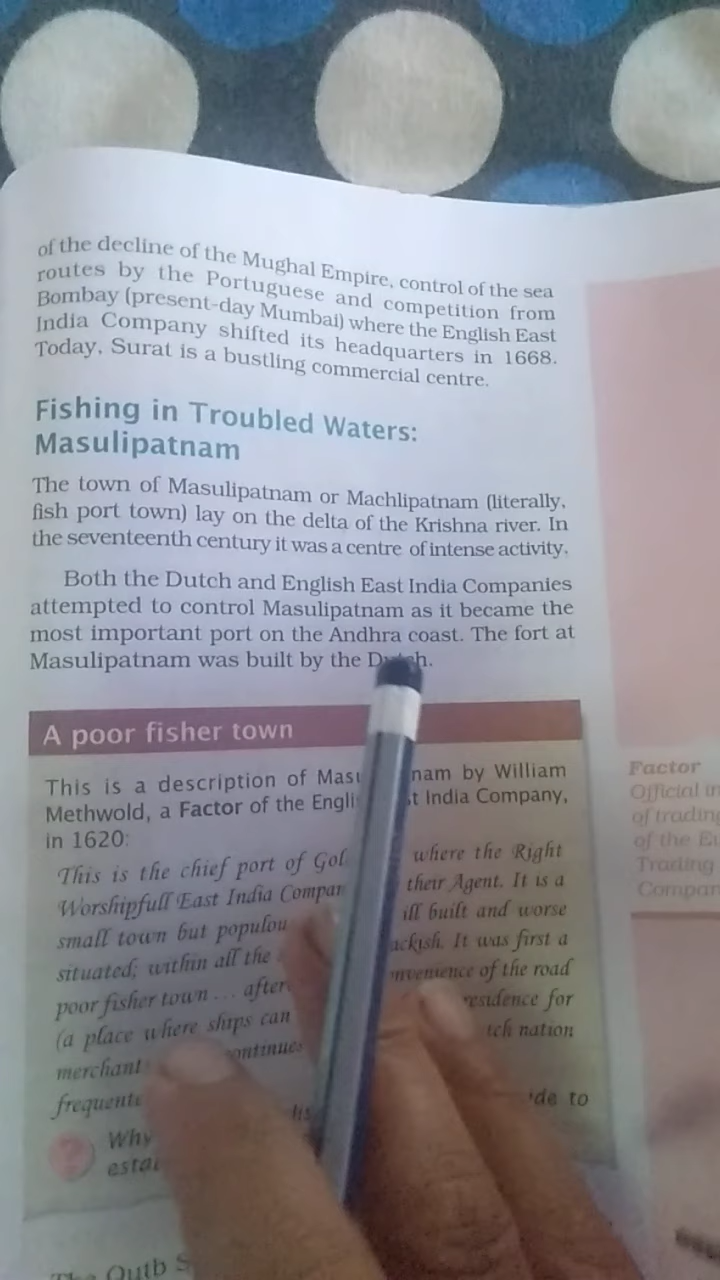 of the decline of the Mughal Empire, control of the sea
routes by the Portuguese and competition from
Bombay (present-day Mumbai) where the English East
India Company shifted its headquarters in 1668.
Today, Surat is a bustling commercial centre.
Fishing in Troubled Waters:
Masulipatnam
The town of Masulipatnam or Machlipatnam (literally,
fish port town) lay on the delta of the Krishna river. In
the seventeenth century it was a centre of intense activity.
Both the Dutch and English East India Companies
attempted to control Masulipatnam as it became the
most important port on the Andhra coast. The fort at
Masulipatnam was built by the Dutch.
A poor fisher town
This is a description of Masu nam by William
Methwold, a Factor of the Engli t India Company,
in 1620:
This is the chief port of Gol where the Right
Worshipfull East India Compan their Agent. It is a
small town but populou ill built and worse
situated; within all the ackish. It was first a
poor fisher town ... after nvenience of the road
(a place where ships can residence for
merchant continues tch nation
frequente
de to
Why
estab
The Qutb S
Factor
Official in
of trading
of the Eu
Trading
Compan